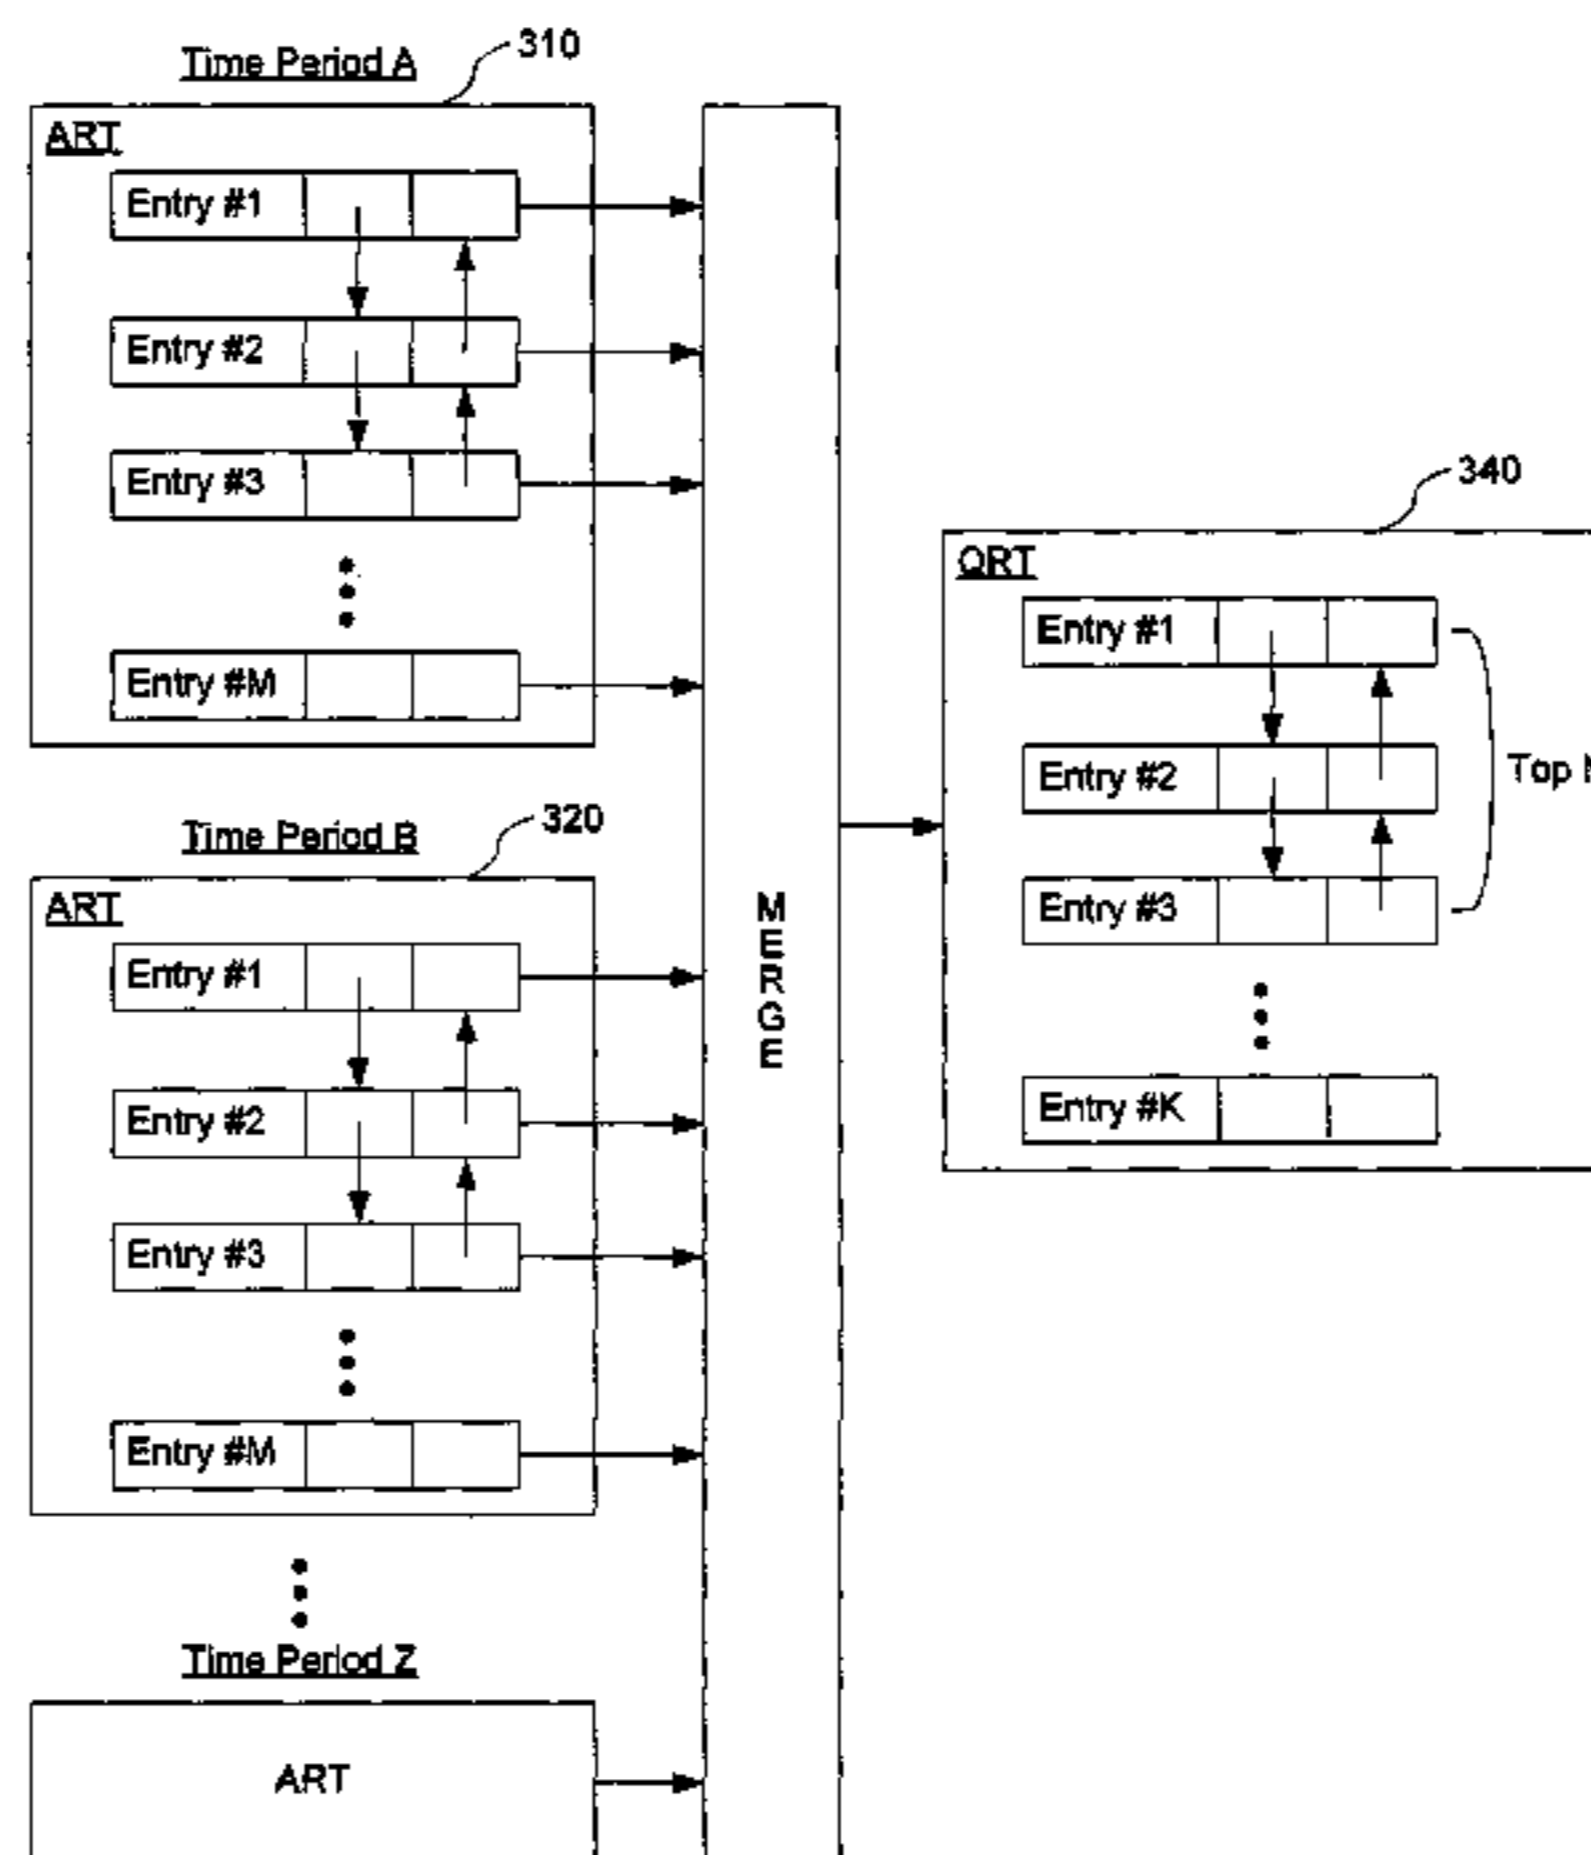 Time Period A
310
ART
Entry #1
Entry #2
Entry #3
Entry #M
Time Period B
320
ART
Entry #1
Entry #2
Entry #3
Entry #M
Time Period Z
ART
MERGE
340
QRT
Entry #1
Entry #2
Entry #3
Entry #K
Top